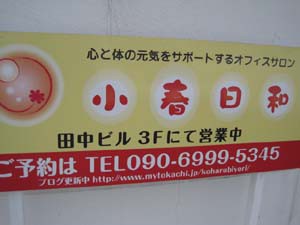 心と体の元気をサポートするオフィスサロン
小春日和
田中ビル 3Fにて営業中
ご予約は TEL090-6999-5345
ブログ更新中 http://www.mytokachi.jp/koharabiyori/